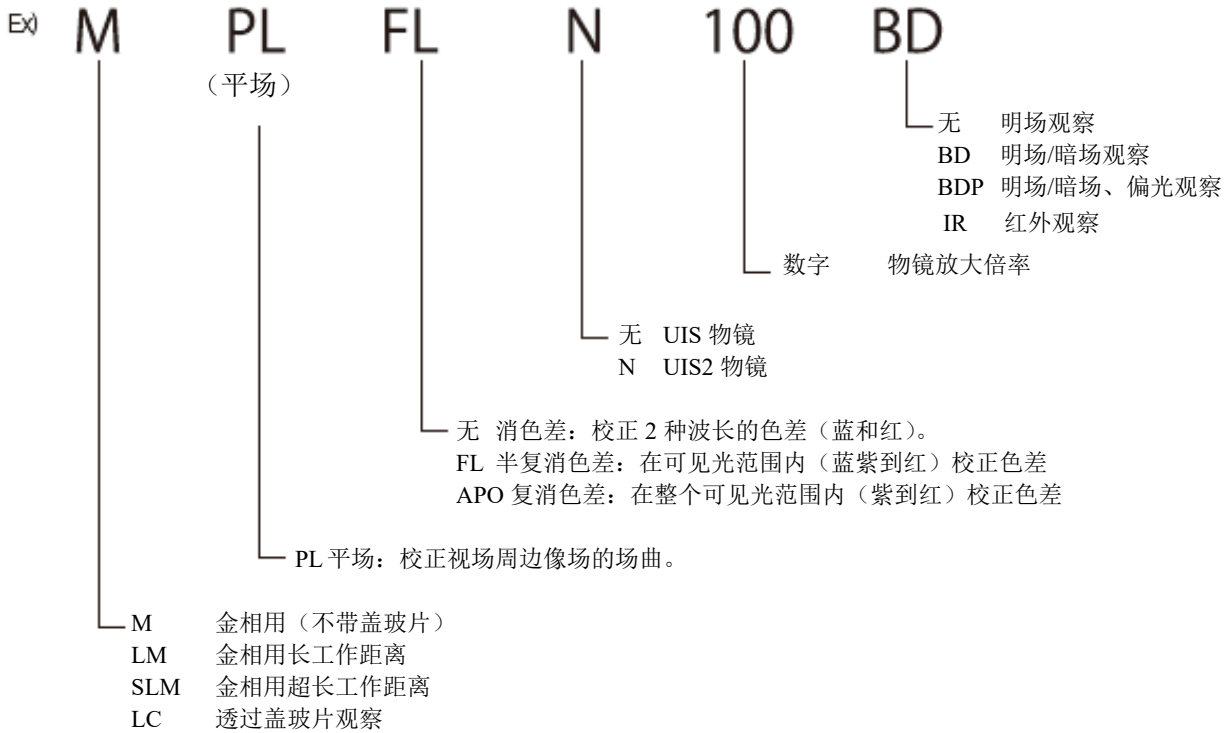 Ex) M PL FL N 100 BD
（平场）
无 明场观察
BD 明场/暗场观察
BDP 明场/暗场、偏光观察
IR 红外观察
数字 物镜放大倍率
无 UIS 物镜
N UIS2 物镜
无 消色差：校正 2 种波长的色差（蓝和红）。
FL 半复消色差：在可见光范围内（蓝紫到红）校正色差
APO 复消色差：在整个可见光范围内（紫到红）校正色差
PL 平场：校正视场周边像场的场曲。
M 金相用（不带盖玻片）
LM 金相用长工作距离
SLM 金相用超长工作距离
LC 透过盖玻片观察